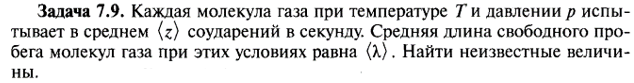 Задача 7.9. Каждая молекула газа при температуре T и давлении p испы-
тывает в среднем ⟨z⟩ соударений в секунду. Средняя длина свободного про-
бега молекул газа при этих условиях равна ⟨λ⟩. Найти неизвестные величи-
ны.